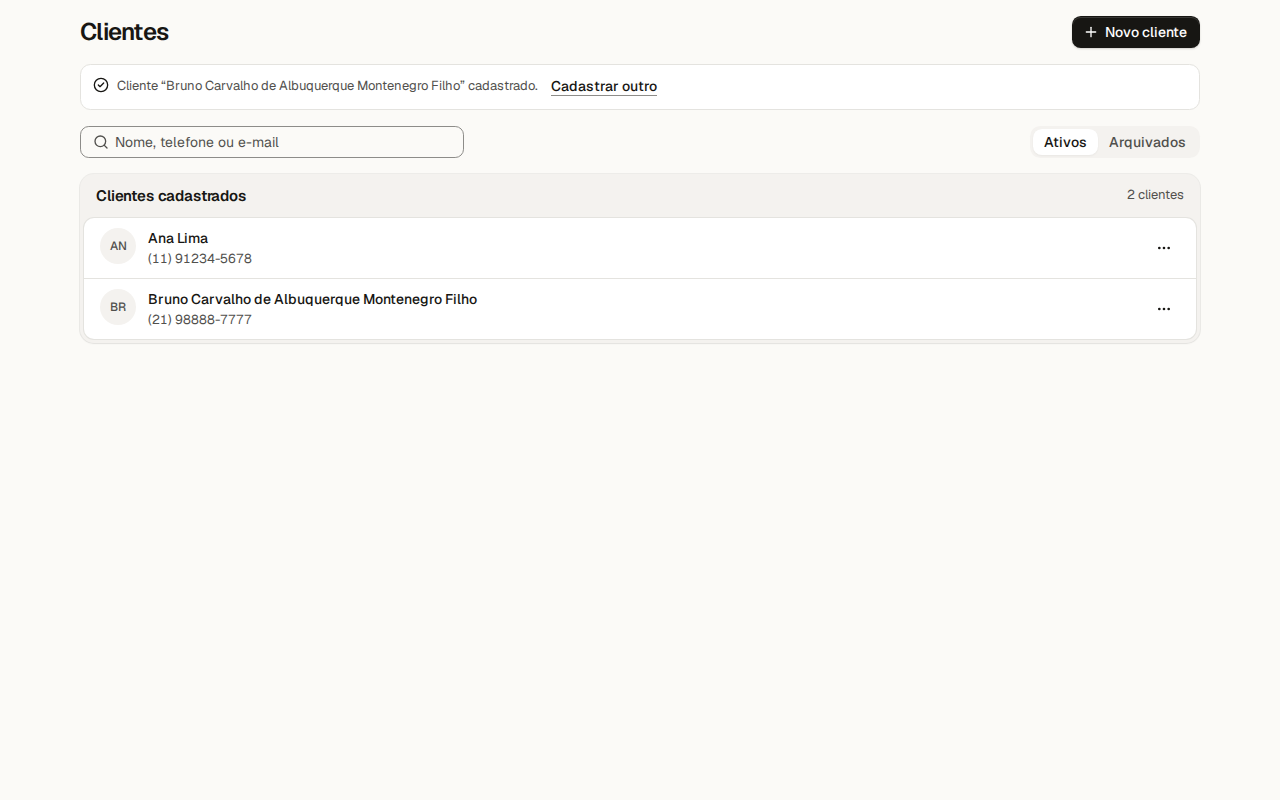 Clientes
Novo cliente
Cliente “Bruno Carvalho de Albuquerque Montenegro Filho” cadastrado. Cadastrar outro
Nome, telefone ou e-mail
Ativos Arquivados
Clientes cadastrados
2 clientes
AN
Ana Lima
(11) 91234-5678
BR
Bruno Carvalho de Albuquerque Montenegro Filho
(21) 98888-7777